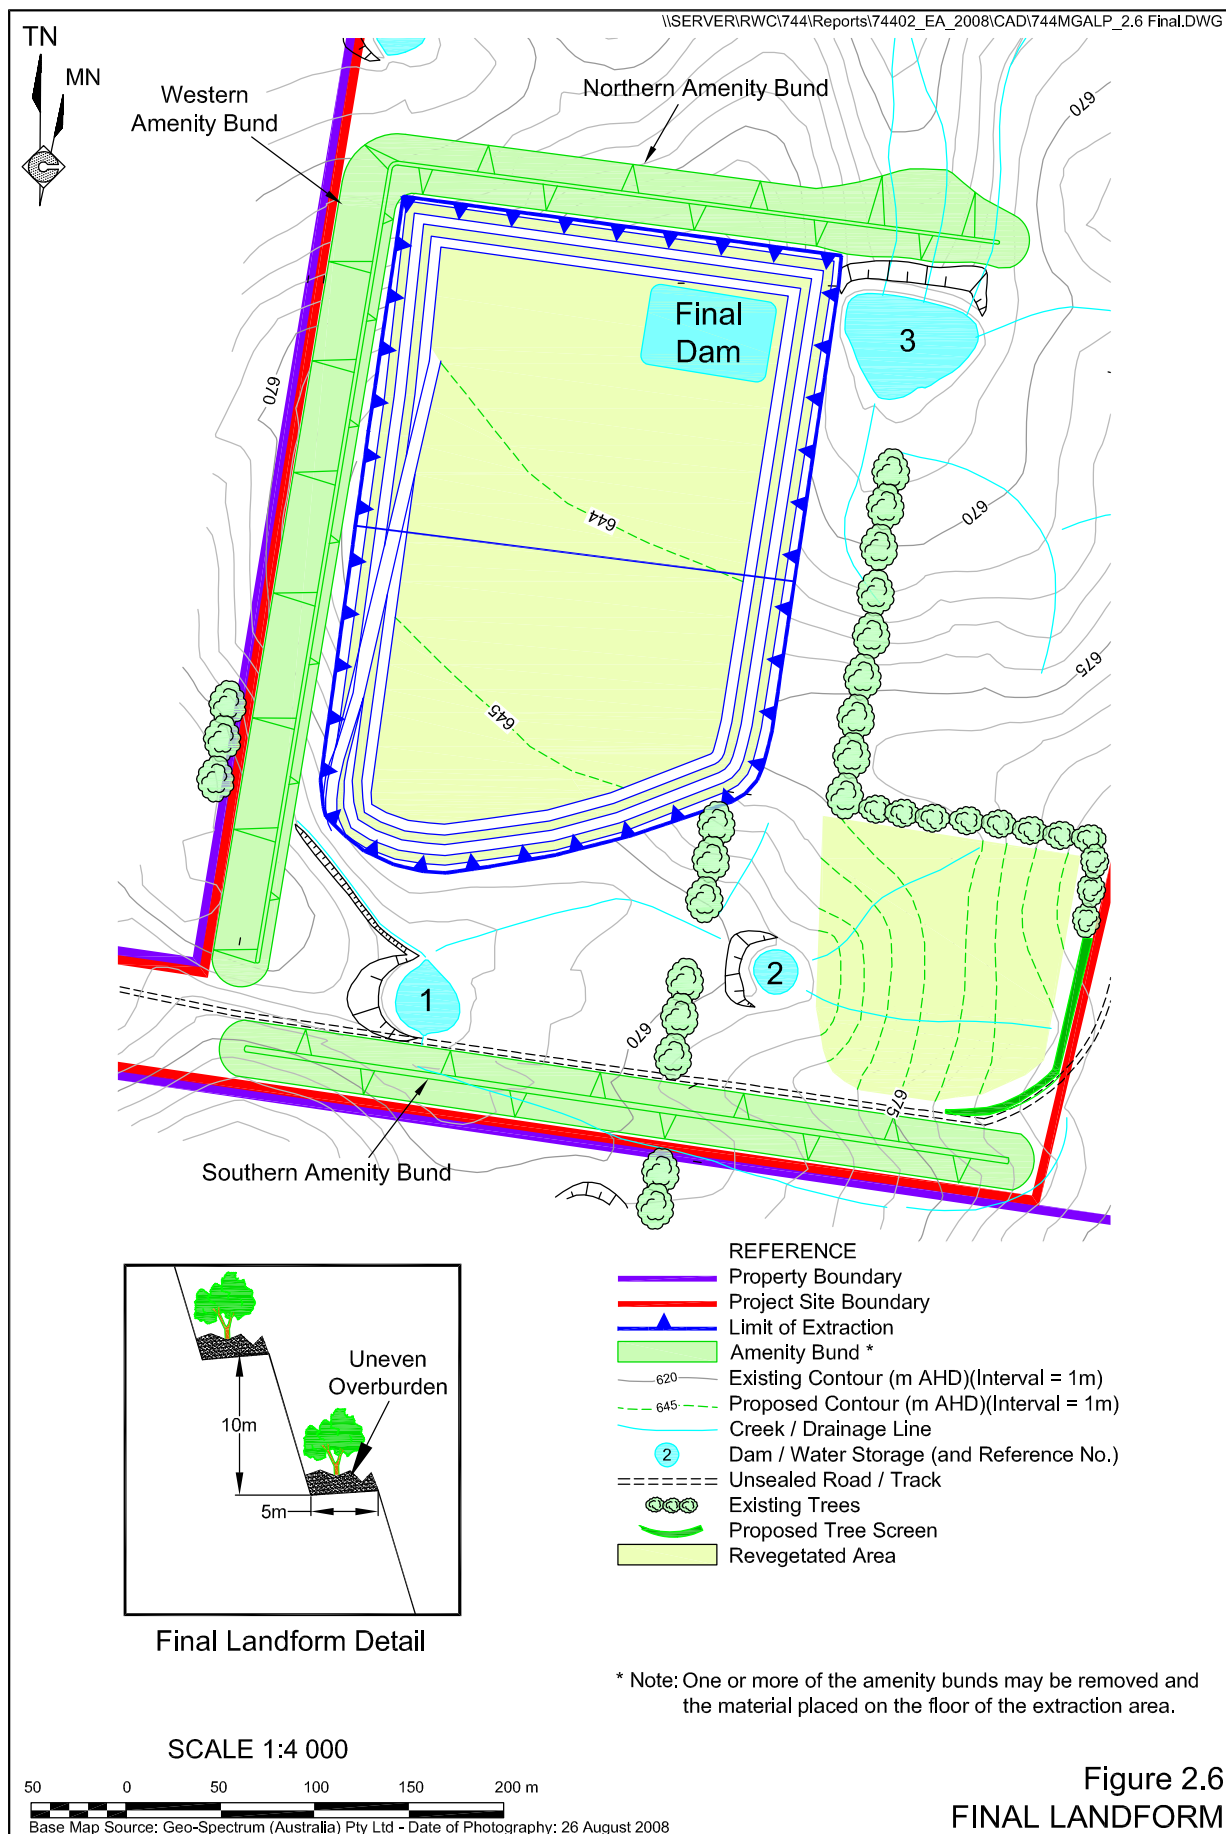 \\SERVER\RWC\744\Reports\74402_EA_2008\CAD\744MGALP_2.6 Final.DWG
TN
MN
Western
Amenity Bund
Northern Amenity Bund
670
Final
Dam
3
670
644
670
675
645
2
1
670
675
Southern Amenity Bund
REFERENCE
Property Boundary
Project Site Boundary
Limit of Extraction
Amenity Bund *
620 Existing Contour (m AHD)(Interval = 1m)
645 Proposed Contour (m AHD)(Interval = 1m)
Creek / Drainage Line
2 Dam / Water Storage (and Reference No.)
Unsealed Road / Track
Existing Trees
Proposed Tree Screen
Revegetated Area
Uneven
Overburden
10m
5m
Final Landform Detail
* Note: One or more of the amenity bunds may be removed and
the material placed on the floor of the extraction area.
SCALE 1:4 000
50 0 50 100 150 200 m
Base Map Source: Geo-Spectrum (Australia) Pty Ltd - Date of Photography: 26 August 2008
Figure 2.6
FINAL LANDFORM